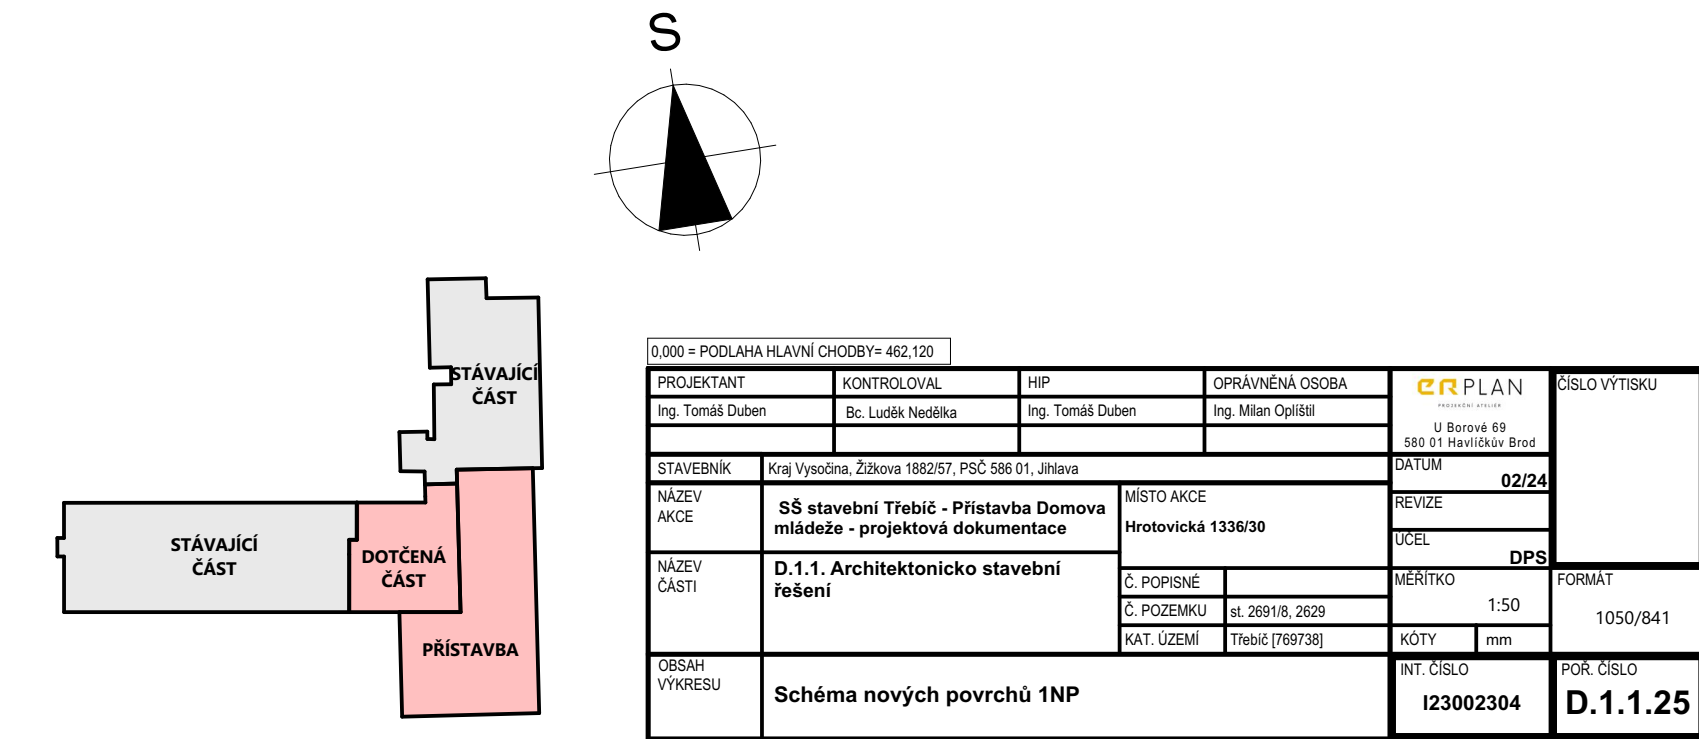 S
STÁVAJÍCÍ
ČÁST
STÁVAJÍCÍ
ČÁST
DOTČENÁ
ČÁST
PŘÍSTAVBA
0,000 = PODLAHA HLAVNÍ CHODBY= 462,120
PROJEKTANT KONTROLOVAL HIP OPRÁVNĚNÁ OSOBA
Ing. Tomáš Duben Bc. Luděk Nedělka Ing. Tomáš Duben Ing. Milan Oplíštil
ERPLAN
PROJEKČNÍ ATELIER
U Borové 69
580 01 Havlíčkův Brod
ČÍSLO VÝTISKU
STAVEBNÍK Kraj Vysočina, Žižkova 1882/57, PSČ 586 01, Jihlava
DATUM
02/24
NÁZEV
AKCE
SŠ stavební Třebíč - Přístavba Domova
mládeže - projektová dokumentace
MÍSTO AKCE
Hrotovická 1336/30
REVIZE
ÚČEL
DPS
NÁZEV
ČÁSTI
D.1.1. Architektonicko stavební
řešení
Č. POPISNÉ
Č. POZEMKU st. 2691/8, 2629
KAT. ÚZEMÍ Třebíč [769738]
MĚŘÍTKO
1:50
FORMÁT
1050/841
KÓTY mm
OBSAH
VÝKRESU
Schéma nových povrchů 1NP
INT. ČÍSLO
I23002304
POŘ. ČÍSLO
D.1.1.25